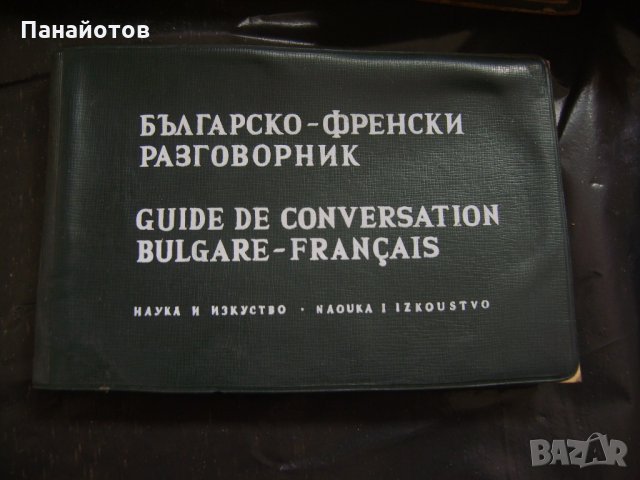 Панайотов
БЪЛГАРСКО-ФРЕНСКИ
РАЗГОВОРНИК
GUIDE DE CONVERSATION
BULGARE-FRANÇAIS
НАУКА И ИЗКУСТВО · NAOUKA I IZKOUSTVO
BAZAR